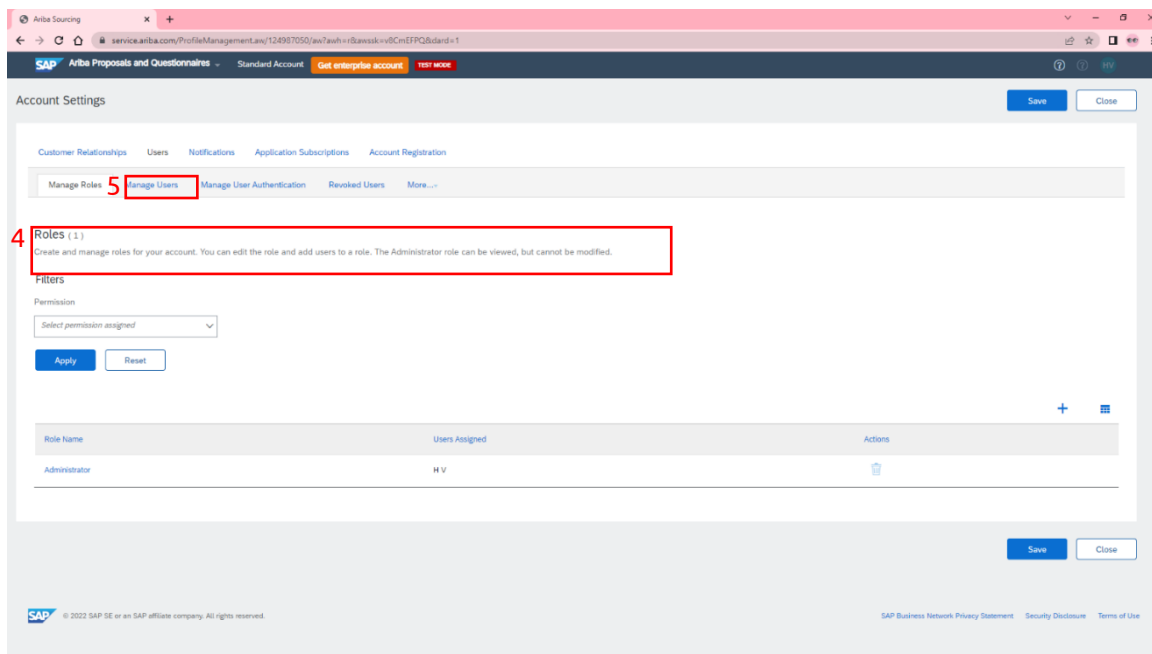 Ariba Sourcing
service.ariba.com/ProfileManagement.aw/124987050/aw?awh=r&awssk=v8CmEFPQ&dard=1
SAP Ariba Proposals and Questionnaires Standard Account Get enterprise account TEST MODE HV
Account Settings Save Close
Customer Relationships Users Notifications Application Subscriptions Account Registration
Manage Roles 5 Manage Users Manage User Authentication Revoked Users More...
4 Roles (1)
Create and manage roles for your account. You can edit the role and add users to a role. The Administrator role can be viewed, but cannot be modified.
Filters
Permission
Select permission assigned
Apply Reset
Role Name Users Assigned Actions
Administrator H V
Save Close
SAP © 2022 SAP SE or an SAP affiliate company. All rights reserved. SAP Business Network Privacy Statement Security Disclosure Terms of Use